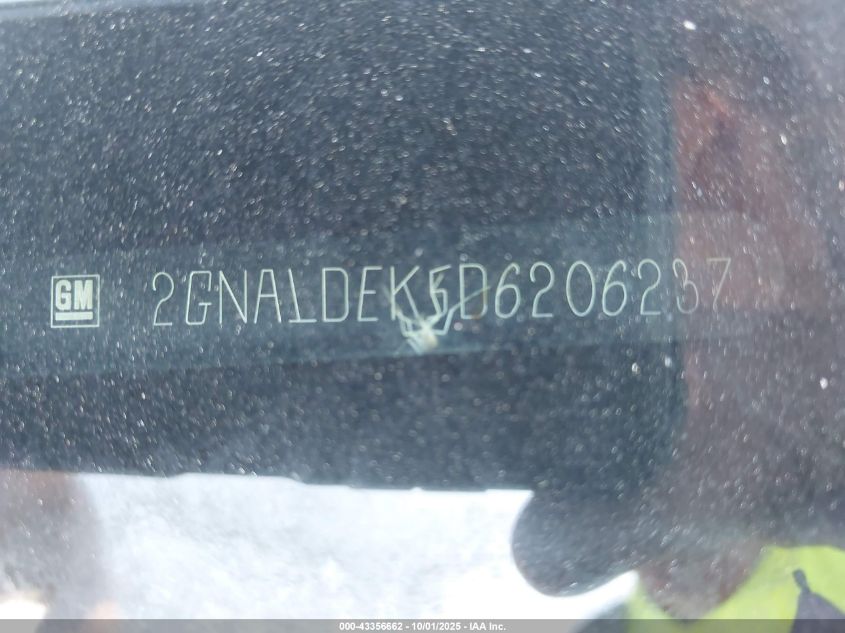 GM 2GNALDEK5D6206237
000-43356662 - 10/01/2025 - IAA Inc.